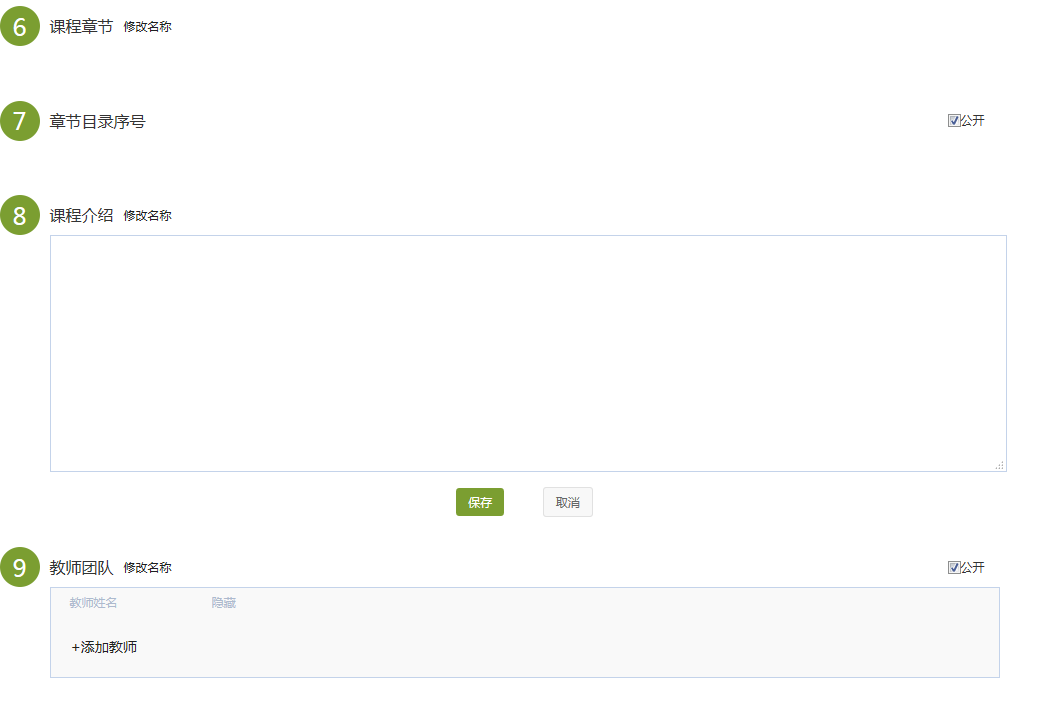 6 课程章节 修改名称
7 章节目录序号 公开
8 课程介绍 修改名称
保存 取消
9 教师团队 修改名称 公开
教师姓名 隐藏
+添加教师